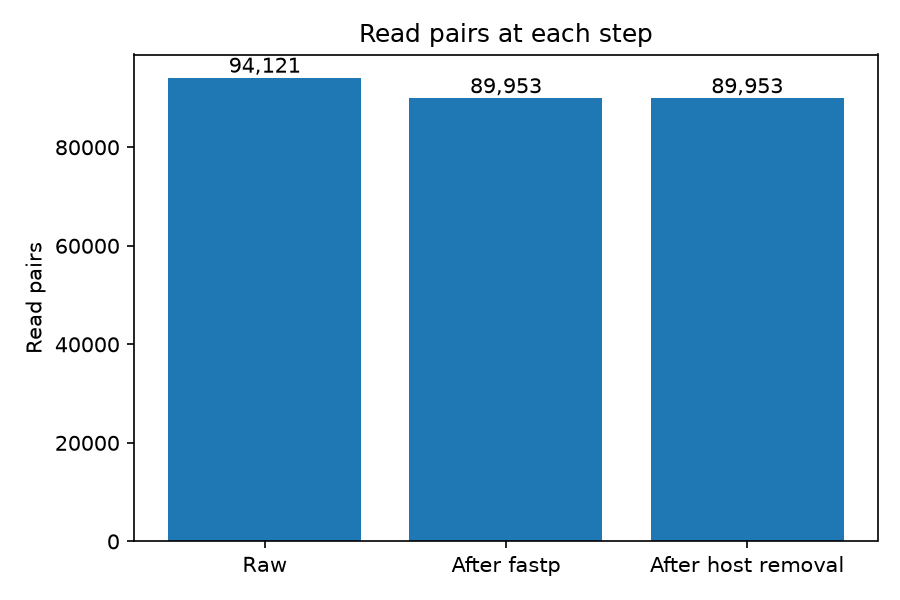 Read pairs at each step
94,121
89,953
89,953
80000
60000
40000
20000
0
Read pairs
Raw
After fastp
After host removal